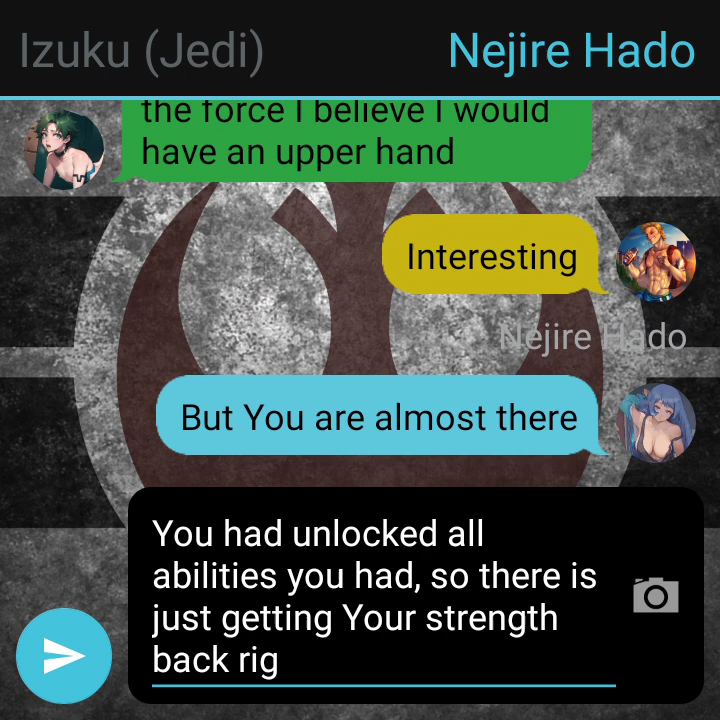 Izuku (Jedi)
Nejire Hado
the force I believe I would
have an upper hand
Interesting
Nejire Hado
But You are almost there
You had unlocked all
abilities you had, so there is
just getting Your strength
back rig